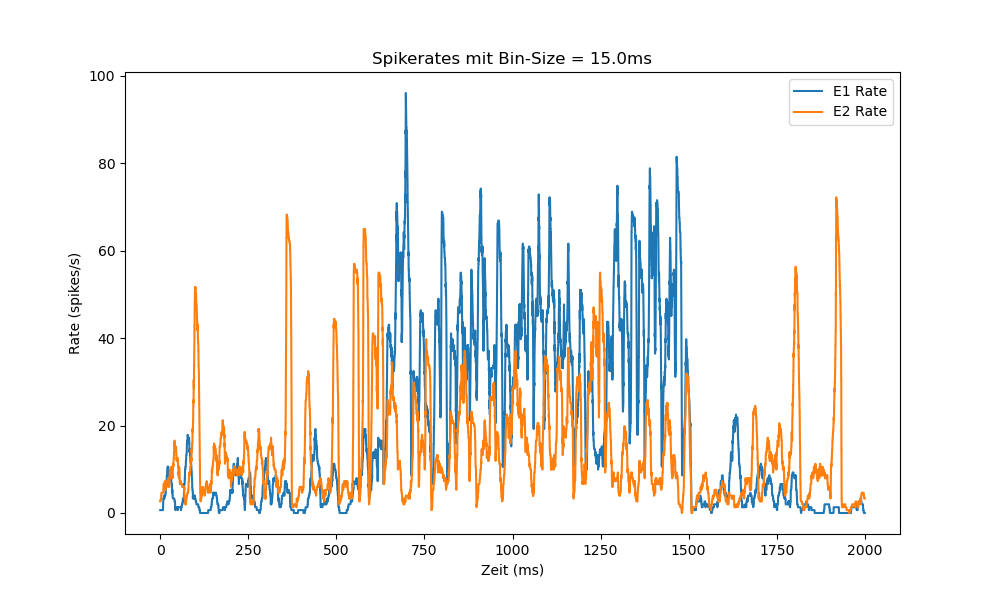 Spikerates mit Bin-Size = 15.0ms
E1 Rate
E2 Rate
Rate (spikes/s)
100
80
60
40
20
0
0 250 500 750 1000 1250 1500 1750 2000
Zeit (ms)